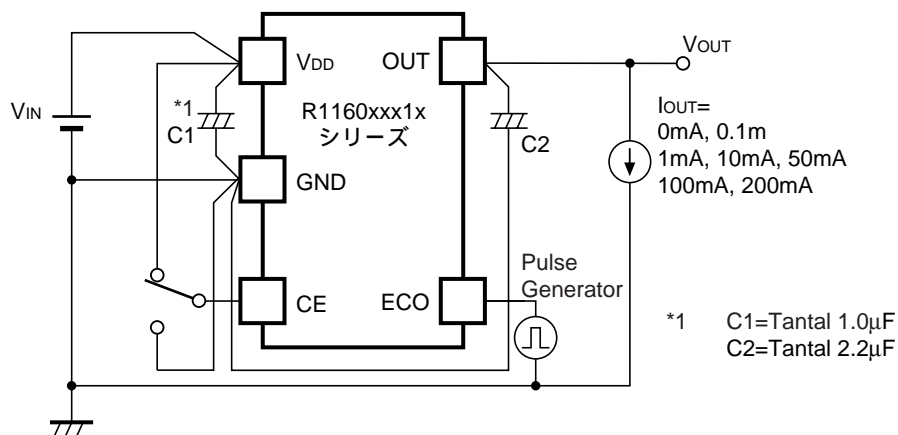 VDD
OUT
VOUT
VIN
*1
C1
R1160xxx1x
シリーズ
C2
IOUT=
0mA, 0.1m
1mA, 10mA, 50mA
100mA, 200mA
GND
CE
ECO
Pulse
Generator
*1 C1=Tantal 1.0μF
C2=Tantal 2.2μF